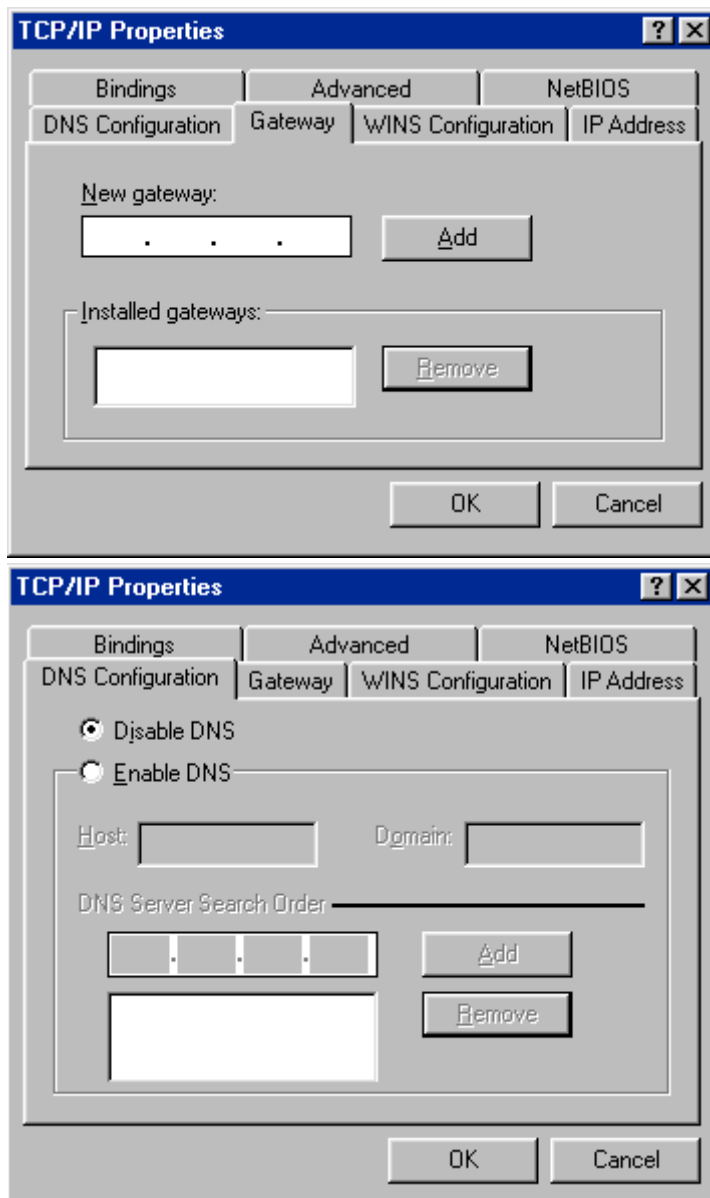 TCP/IP Properties
Bindings Advanced NetBIOS
DNS Configuration Gateway WINS Configuration IP Address
New gateway:
. . . Add
Installed gateways:
Remove
OK Cancel
TCP/IP Properties
Bindings Advanced NetBIOS
DNS Configuration Gateway WINS Configuration IP Address
Disable DNS
Enable DNS
Host: Domain:
DNS Server Search Order
. . . Add
Remove
OK Cancel